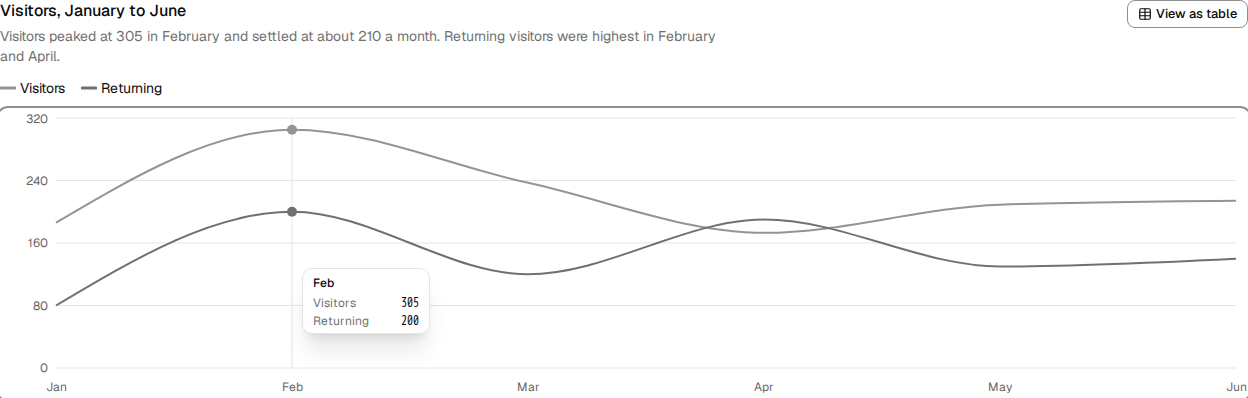 Visitors, January to June
View as table
Visitors peaked at 305 in February and settled at about 210 a month. Returning visitors were highest in February
and April.
Visitors
Returning
320
240
160
80
0
Feb
Visitors 305
Returning 200
Jan
Feb
Mar
Apr
May
Jun